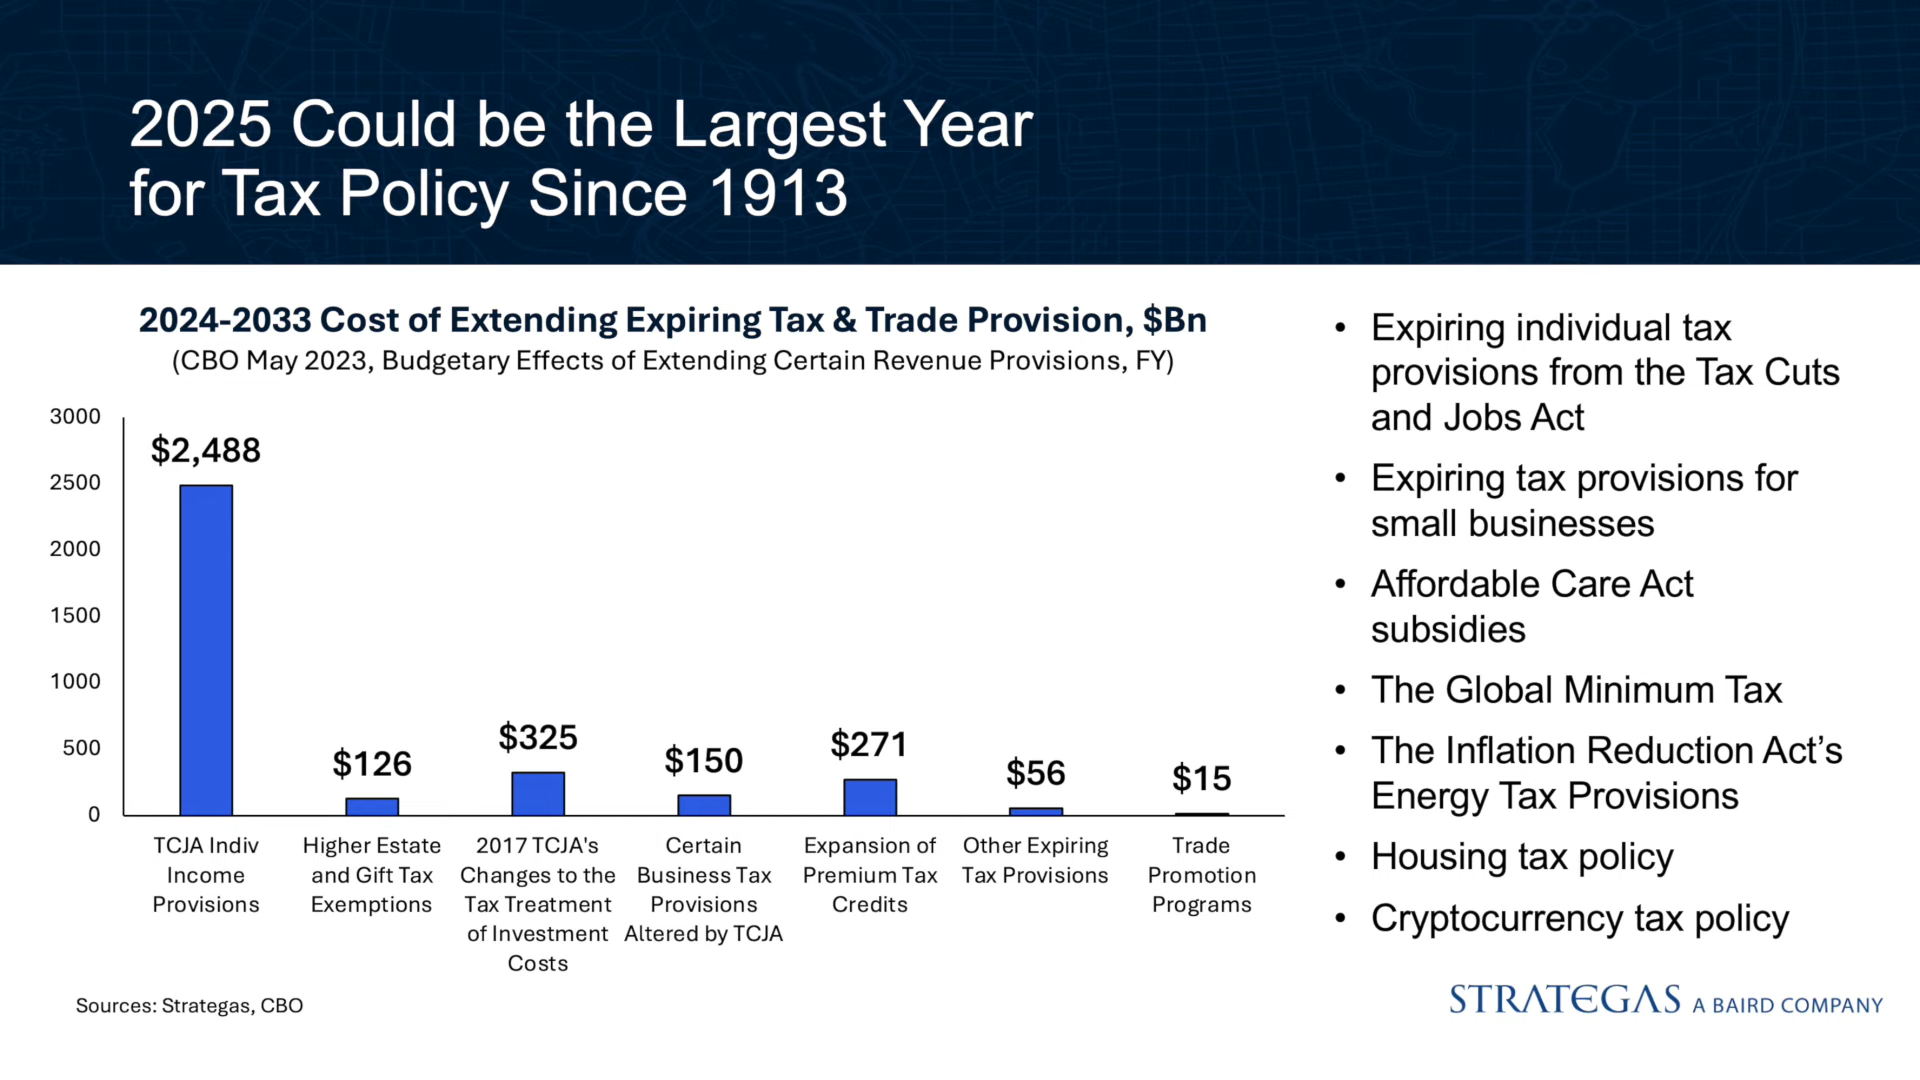 2025 Could be the Largest Year
for Tax Policy Since 1913
2024-2033 Cost of Extending Expiring Tax & Trade Provision, $Bn
(CBO May 2023, Budgetary Effects of Extending Certain Revenue Provisions, FY)
3000
2500
2000
1500
1000
500
0
$2,488
$126
$325
$150
$271
$56
$15
TCJA Indiv
Income
Provisions
Higher Estate
and Gift Tax
Exemptions
2017 TCJA's
Changes to the
Tax Treatment
of Investment
Costs
Certain
Business Tax
Provisions
Altered by TCJA
Expansion of
Premium Tax
Credits
Other Expiring
Tax Provisions
Trade
Promotion
Programs
Sources: Strategas, CBO
• Expiring individual tax
provisions from the Tax Cuts
and Jobs Act
• Expiring tax provisions for
small businesses
• Affordable Care Act
subsidies
• The Global Minimum Tax
• The Inflation Reduction Act’s
Energy Tax Provisions
• Housing tax policy
• Cryptocurrency tax policy
STRATEGAS A BAIRD COMPANY